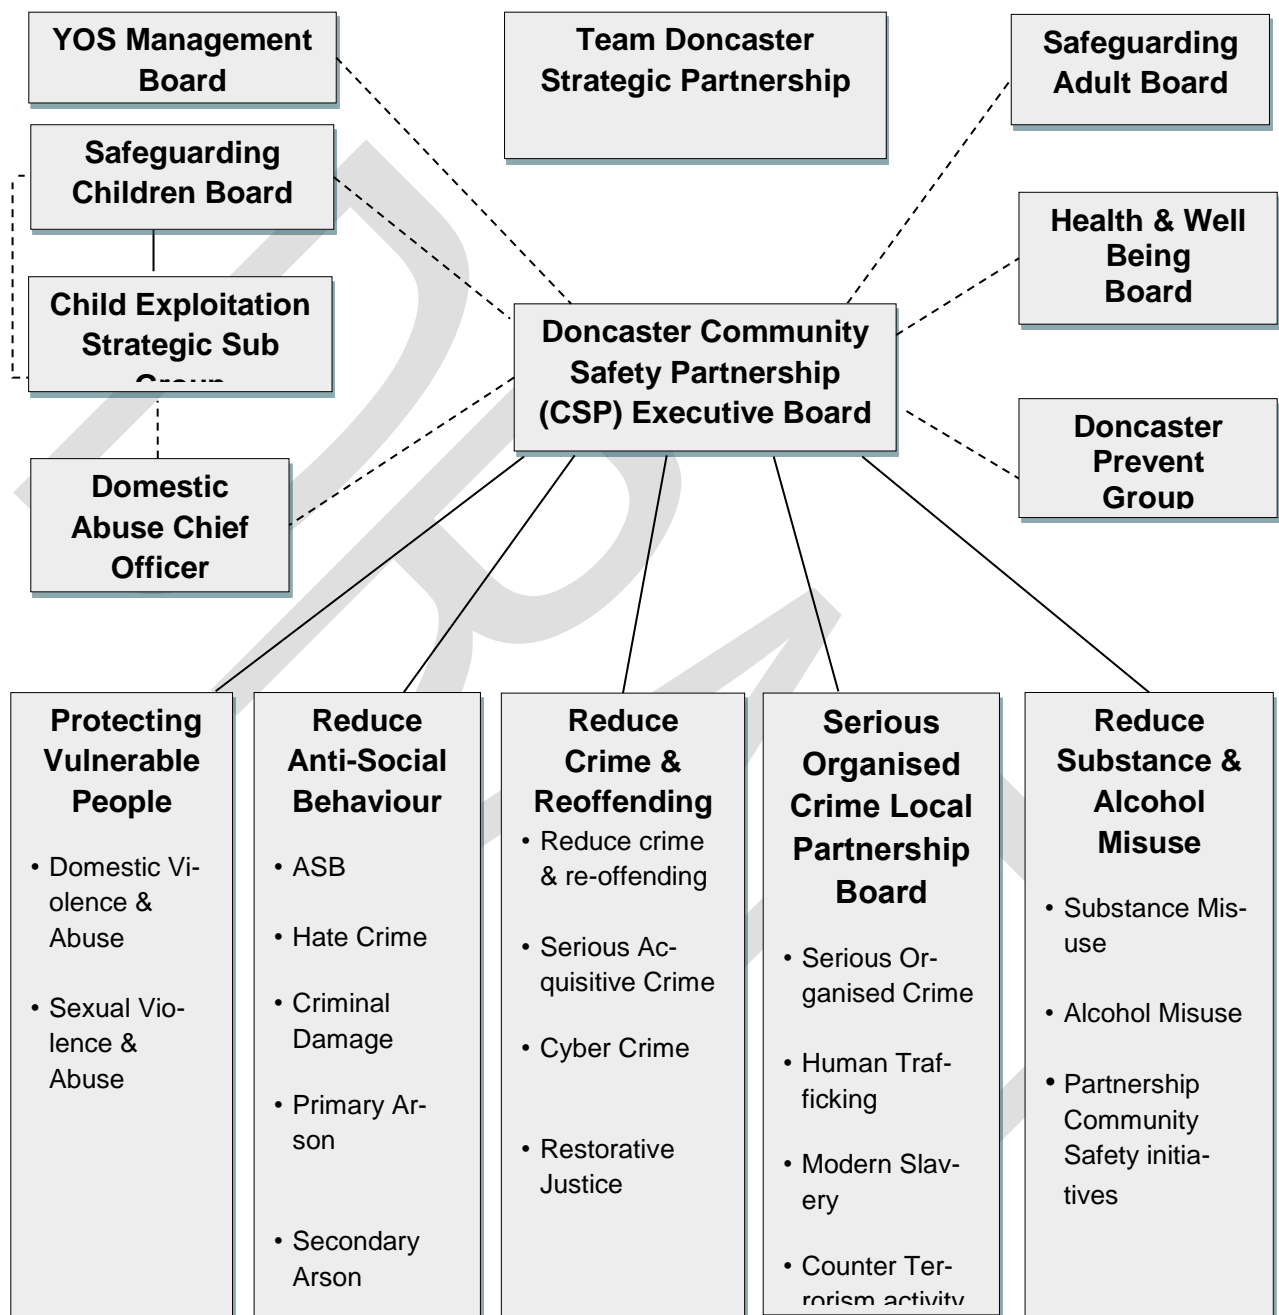 YOS Management
Board
Team Doncaster
Strategic Partnership
Safeguarding
Adult Board
Safeguarding
Children Board
Health & Well
Being
Board
Child Exploitation
Strategic Sub
Group
Doncaster Community
Safety Partnership
(CSP) Executive Board
Doncaster
Prevent
Group
Domestic
Abuse Chief
Officer
Protecting
Vulnerable
People
• Domestic Vi-
olence &
Abuse
• Sexual Vio-
lence &
Abuse
Reduce
Anti-Social
Behaviour
• ASB
• Hate Crime
• Criminal
Damage
• Primary Ar-
son
• Secondary
Arson
Reduce
Crime &
Reoffending
• Reduce crime
& re-offending
• Serious Ac-
quisitive Crime
• Cyber Crime
• Restorative
Justice
Serious
Organised
Crime Local
Partnership
Board
• Serious Or-
ganised Crime
• Human Traf-
ficking
• Modern Slav-
ery
• Counter Ter-
rorism activity
Reduce
Substance &
Alcohol
Misuse
• Substance Mis-
use
• Alcohol Misuse
• Partnership
Community
Safety initia-
tives